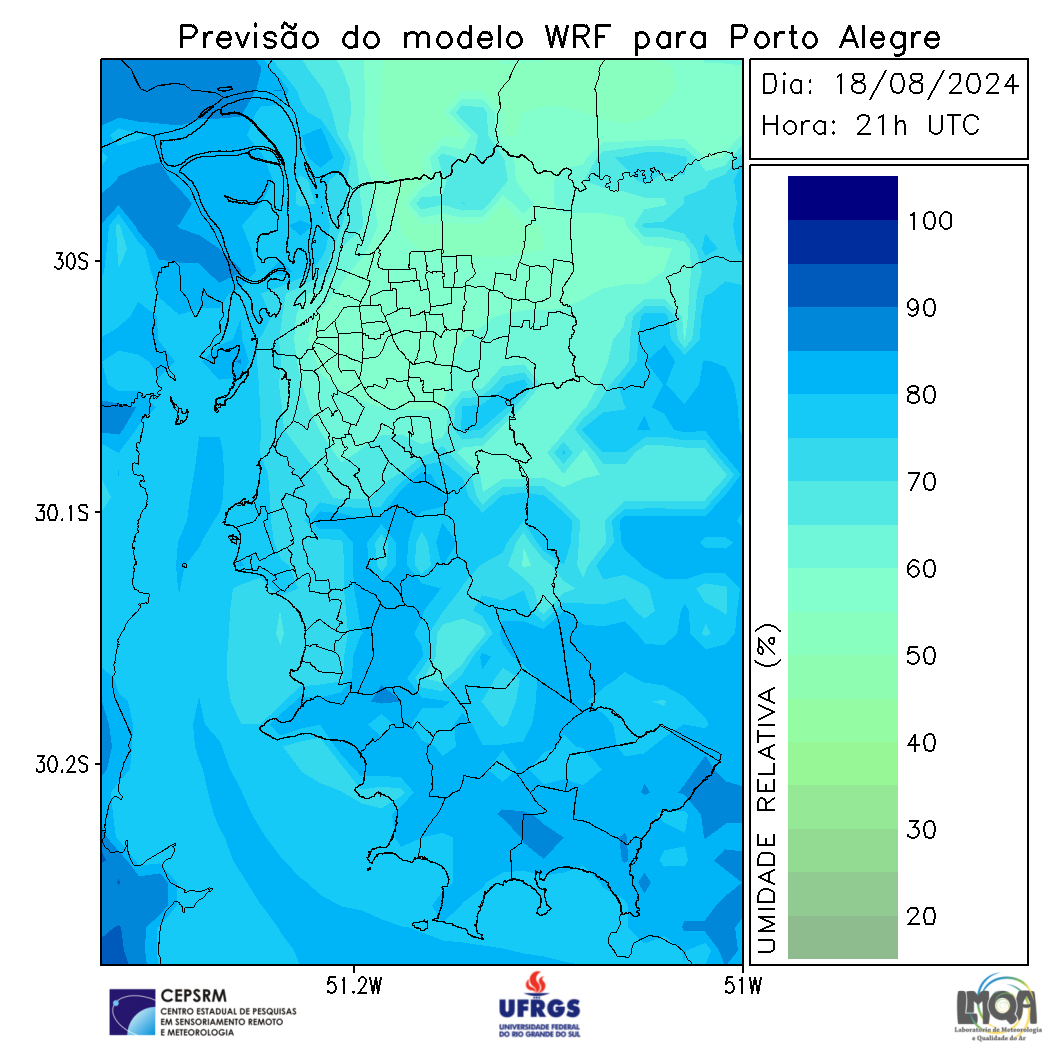 Previsão do modelo WRF para Porto Alegre
Dia: 18/08/2024
Hora: 21h UTC
30S
30.1S
30.2S
51.2W
51W
UMIDADE RELATIVA (%)
100
90
80
70
60
50
40
30
20
CEPSRM
CENTRO ESTADUAL DE PESQUISAS
EM SENSORIAMENTO REMOTO
E METEOROLOGIA
UFRGS
UNIVERSIDADE FEDERAL
DO RIO GRANDE DO SUL
LMQA
Laboratório de Meteorologia
e Qualidade do Ar